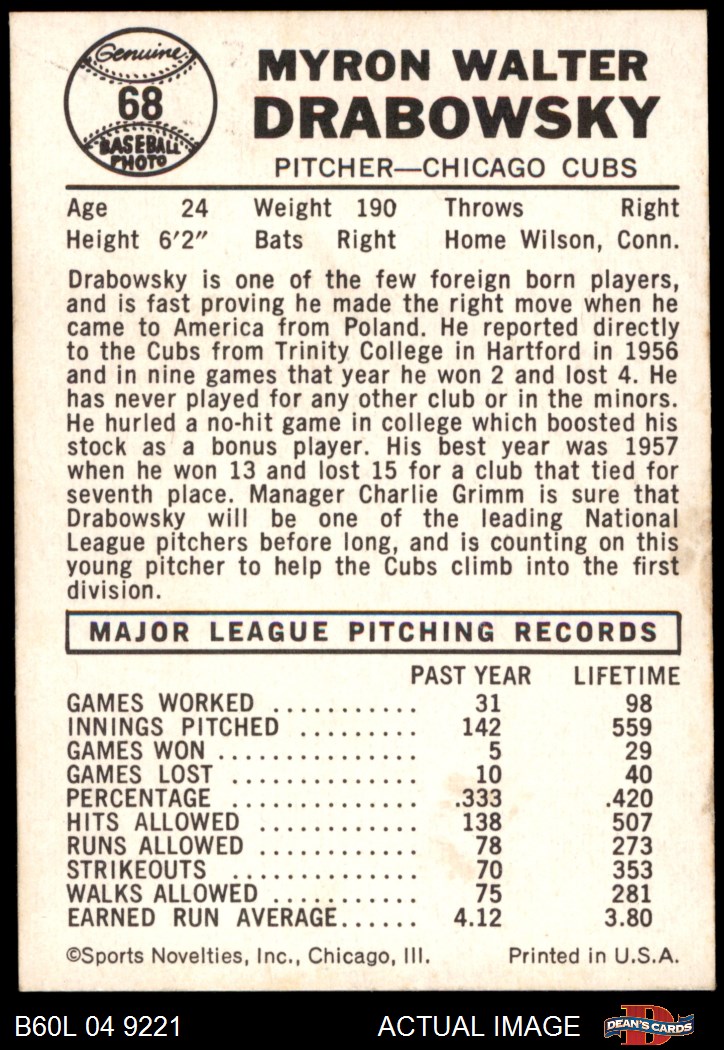 Genuine
68
BASEBALL
PHOTO
MYRON WALTER
DRABOWSKY
PITCHER—CHICAGO CUBS
Age 24 Weight 190 Throws Right
Height 6'2" Bats Right Home Wilson, Conn.
Drabowsky is one of the few foreign born players,
and is fast proving he made the right move when he
came to America from Poland. He reported directly
to the Cubs from Trinity College in Hartford in 1956
and in nine games that year he won 2 and lost 4. He
has never played for any other club or in the minors.
He hurled a no-hit game in college which boosted his
stock as a bonus player. His best year was 1957
when he won 13 and lost 15 for a club that tied for
seventh place. Manager Charlie Grimm is sure that
Drabowsky will be one of the leading National
League pitchers before long, and is counting on this
young pitcher to help the Cubs climb into the first
division.
MAJOR LEAGUE PITCHING RECORDS
PAST YEAR LIFETIME
GAMES WORKED ........... 31 98
INNINGS PITCHED ......... 142 559
GAMES WON ............... 5 29
GAMES LOST .............. 10 40
PERCENTAGE .............. .333 .420
HITS ALLOWED ............ 138 507
RUNS ALLOWED ............ 78 273
STRIKEOUTS .............. 70 353
WALKS ALLOWED ........... 75 281
EARNED RUN AVERAGE...... 4.12 3.80
©Sports Novelties, Inc., Chicago, Ill. Printed in U.S.A.
B60L 04 9221 ACTUAL IMAGE D DEAN'S CARDS